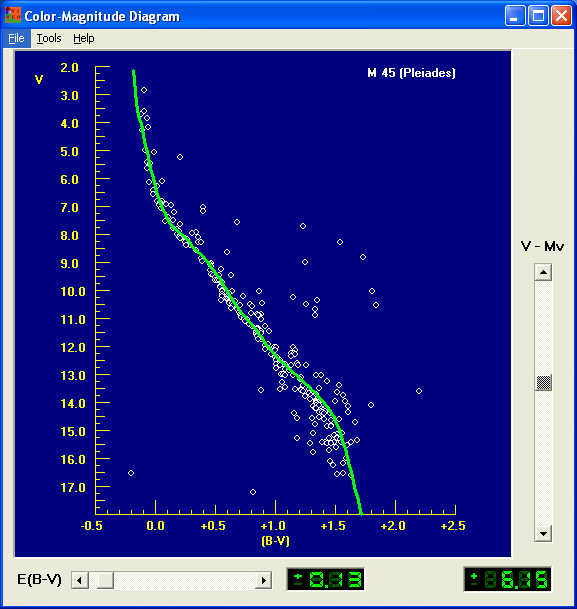 Color-Magnitude Diagram
File Tools Help
M 45 (Pleiades)
V
2.0
3.0
4.0
5.0
6.0
7.0
8.0
9.0
10.0
11.0
12.0
13.0
14.0
15.0
16.0
17.0
-0.5 0.0 +0.5 +1.0 +1.5 +2.0 +2.5
(B-V)
V - Mv
E(B-V) + 0.13 + 6.15